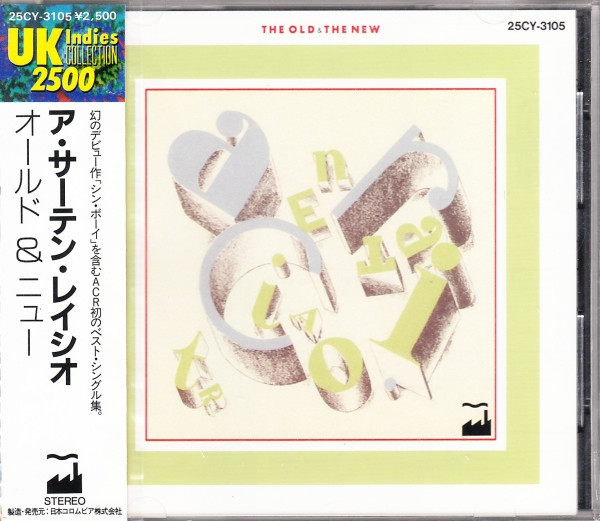 25CY-3105 ¥2,500
UK Indies
COLLECTION
2500
ア・サーテン・レイシオ
オールド & ニュー
幻のデビュー作「シン・ボーイ」を含むACR初のベスト・シングル集。
STEREO
製造・発売元：日本コロムビア株式会社
THE OLD & THE NEW
25CY-3105